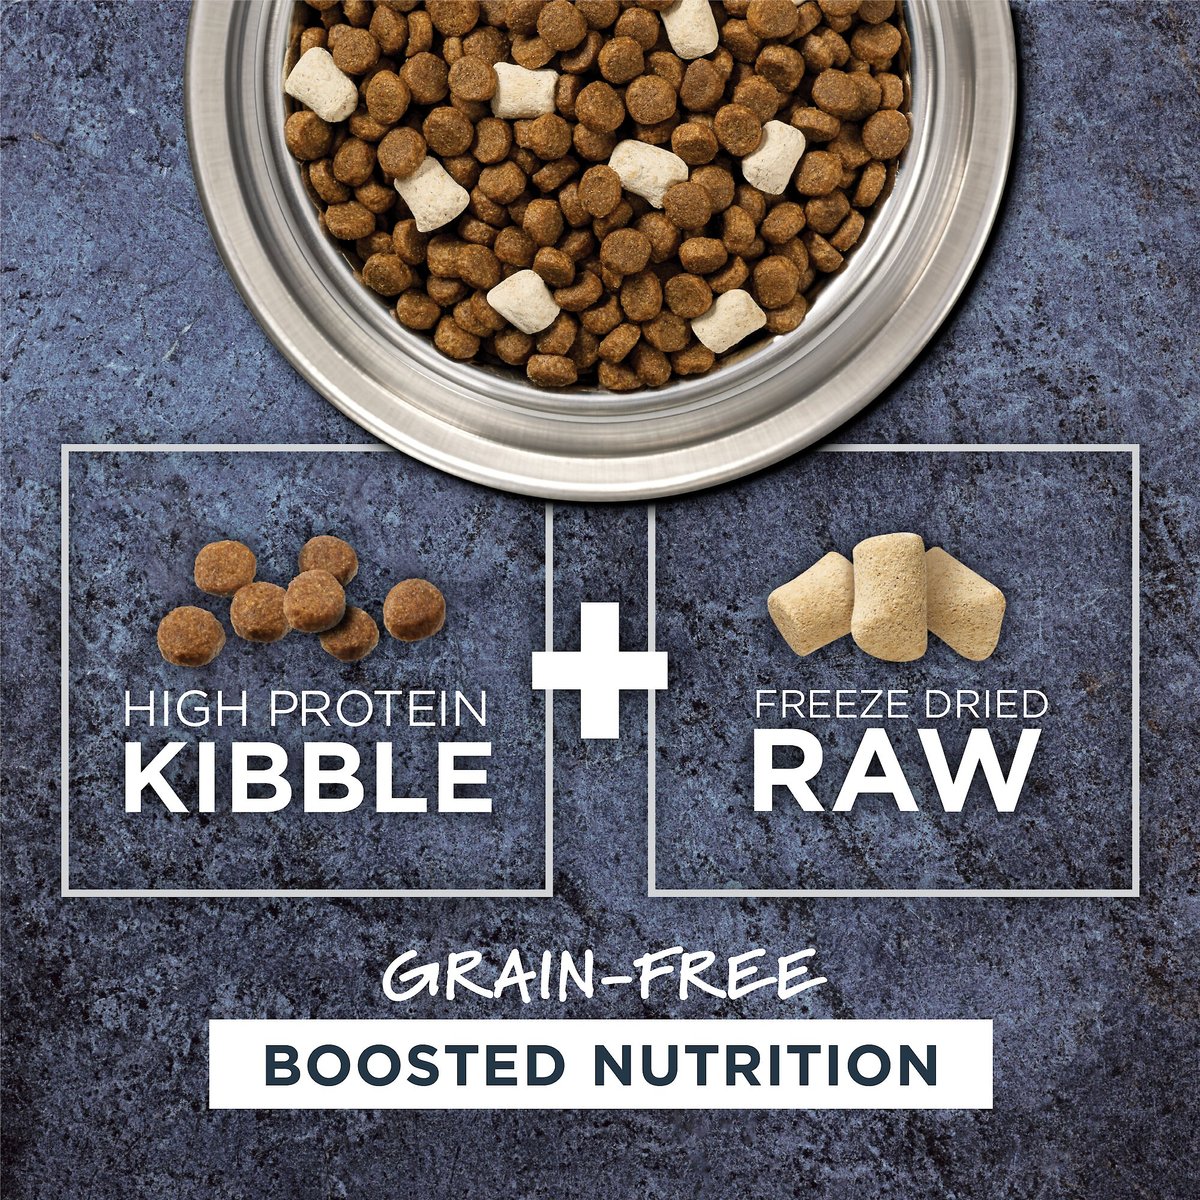 HIGH PROTEIN
KIBBLE
FREEZE DRIED
RAW
GRAIN-FREE
BOOSTED NUTRITION